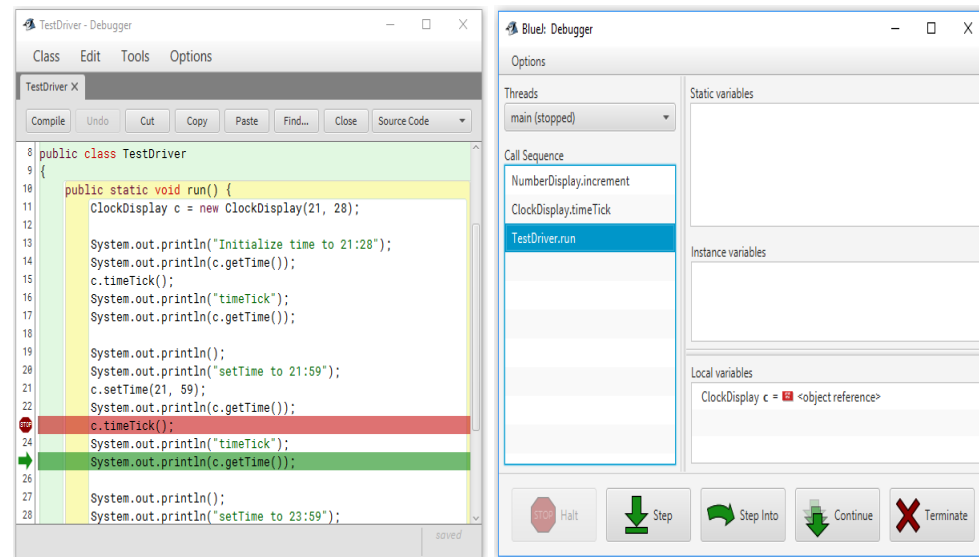 TestDriver - Debugger
Class Edit Tools Options
TestDriver X
Compile Undo Cut Copy Paste Find... Close Source Code
8 public class TestDriver
9 {
10 public static void run() {
11 ClockDisplay c = new ClockDisplay(21, 28);
12
13 System.out.println("Initialize time to 21:28");
14 System.out.println(c.getTime());
15 c.timeTick();
16 System.out.println("timeTick");
17 System.out.println(c.getTime());
18
19 System.out.println();
20 System.out.println("setTime to 21:59");
21 c.setTime(21, 59);
22 System.out.println(c.getTime());
STOP c.timeTick();
24 System.out.println("timeTick");
System.out.println(c.getTime());
26
27 System.out.println();
28 System.out.println("setTime to 23:59");
saved
BlueJ: Debugger
Options
Threads
main (stopped)
Call Sequence
NumberDisplay.increment
ClockDisplay.timeTick
TestDriver.run
Static variables
Instance variables
Local variables
ClockDisplay c = <object reference>
STOP Halt Step Step Into Continue Terminate